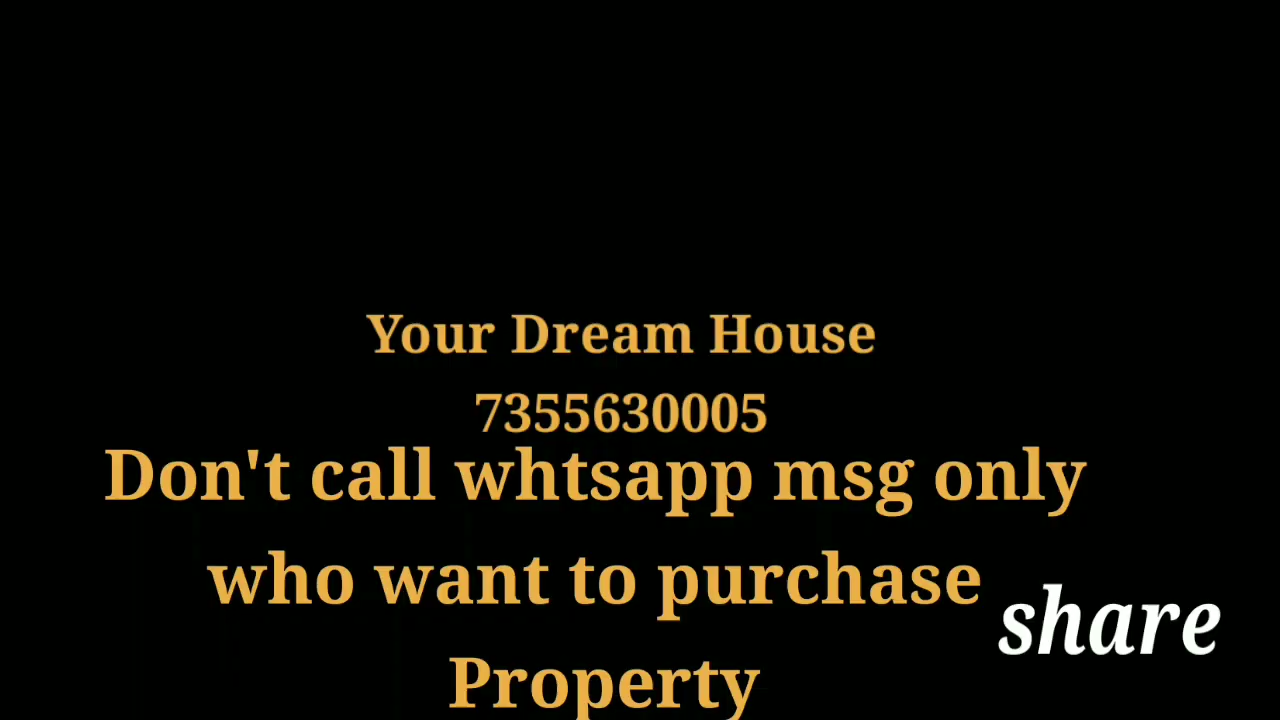 Your Dream House
7355630005
Don't call whtsapp msg only
who want to purchase
share
Property